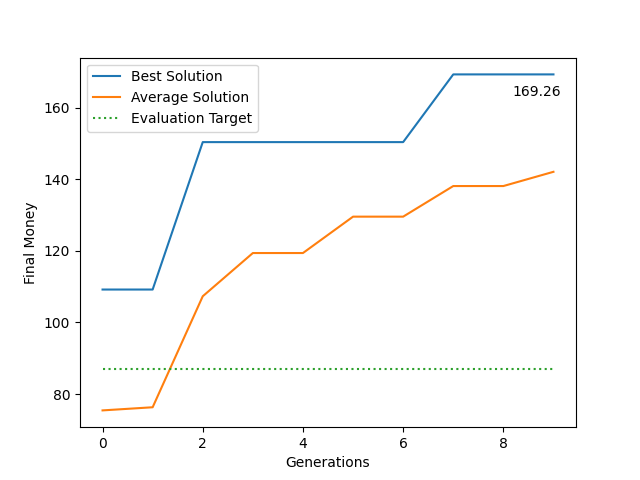 Best Solution
Average Solution
Evaluation Target
169.26
Final Money
160
140
120
100
80
0 2 4 6 8
Generations